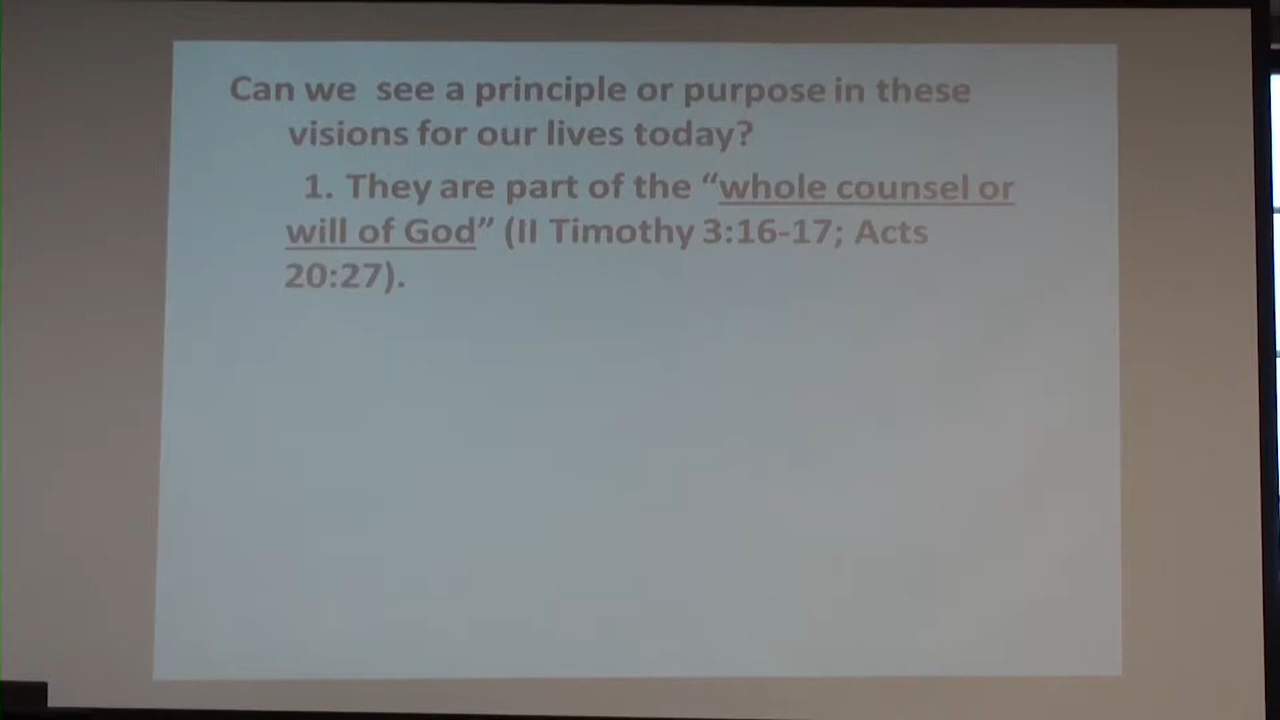 Can we see a principle or purpose in these
visions for our lives today?
1. They are part of the “whole counsel or
will of God” (II Timothy 3:16-17; Acts
20:27).